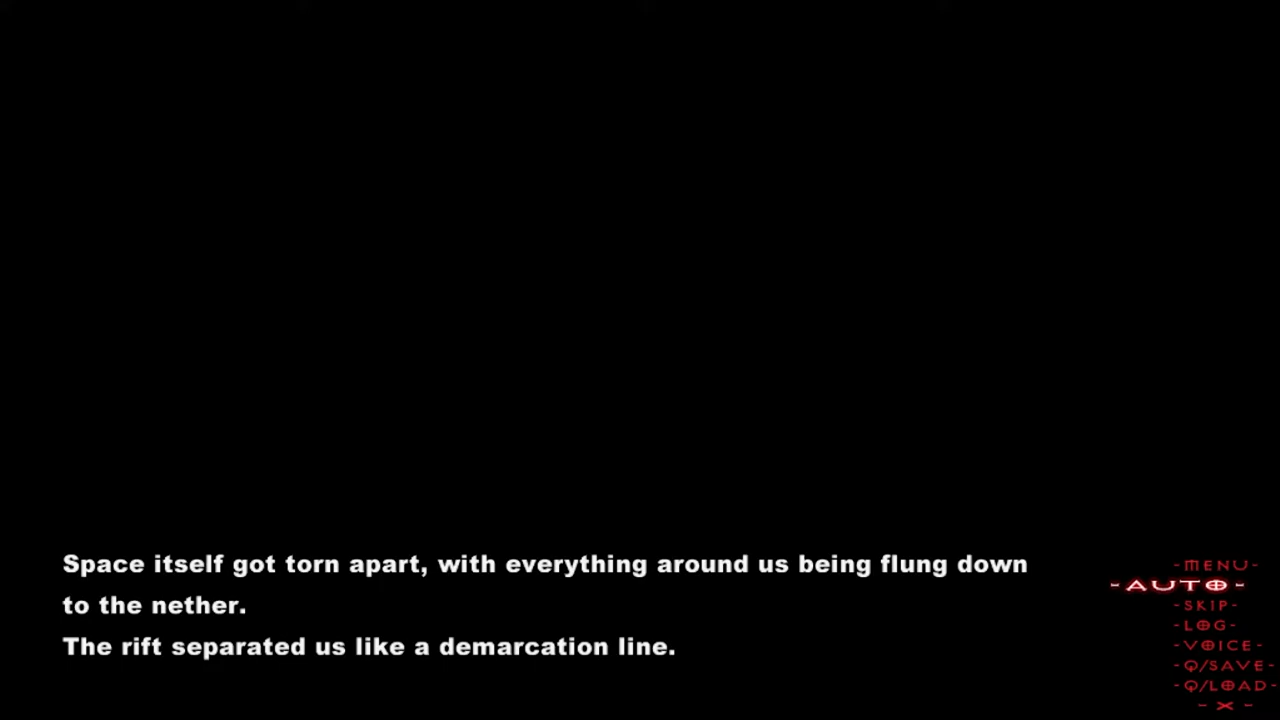 Space itself got torn apart, with everything around us being flung down
to the nether.
The rift separated us like a demarcation line.
-MENU-
-AUTO-
-SKIP-
-LOG-
-VOICE-
-Q/SAVE-
-Q/LOAD-
-X-